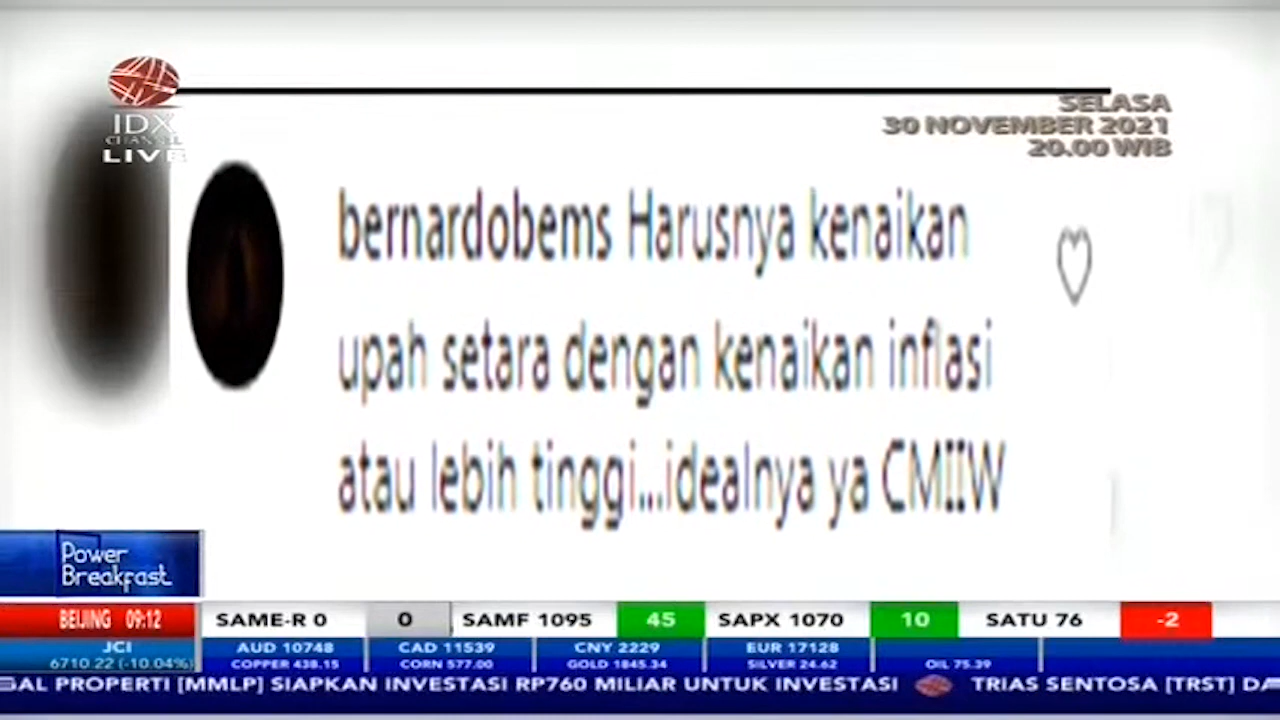 IDX
CHANNEL
LIVE
SELASA
30 NOVEMBER 2021
20.00 WIB
bernardobems Harusnya kenaikan
upah setara dengan kenaikan inflasi
atau lebih tinggi...idealnya ya CMIIW
Power
Breakfast
BEIJING 09:12
SAME-R 0 0 SAMF 1095 45 SAPX 1070 10 SATU 76 -2
JCI
6710.22 (-10.04%)
AUD 10748 CAD 11539 CNY 2229 EUR 17128
COPPER 438.15 CORN 577.00 GOLD 1845.34 SILVER 24.62 OIL 75.39
PROPERTI [MMLP] SIAPKAN INVESTASI RP760 MILIAR UNTUK INVESTASI TRIAS SENTOSA [TRST]